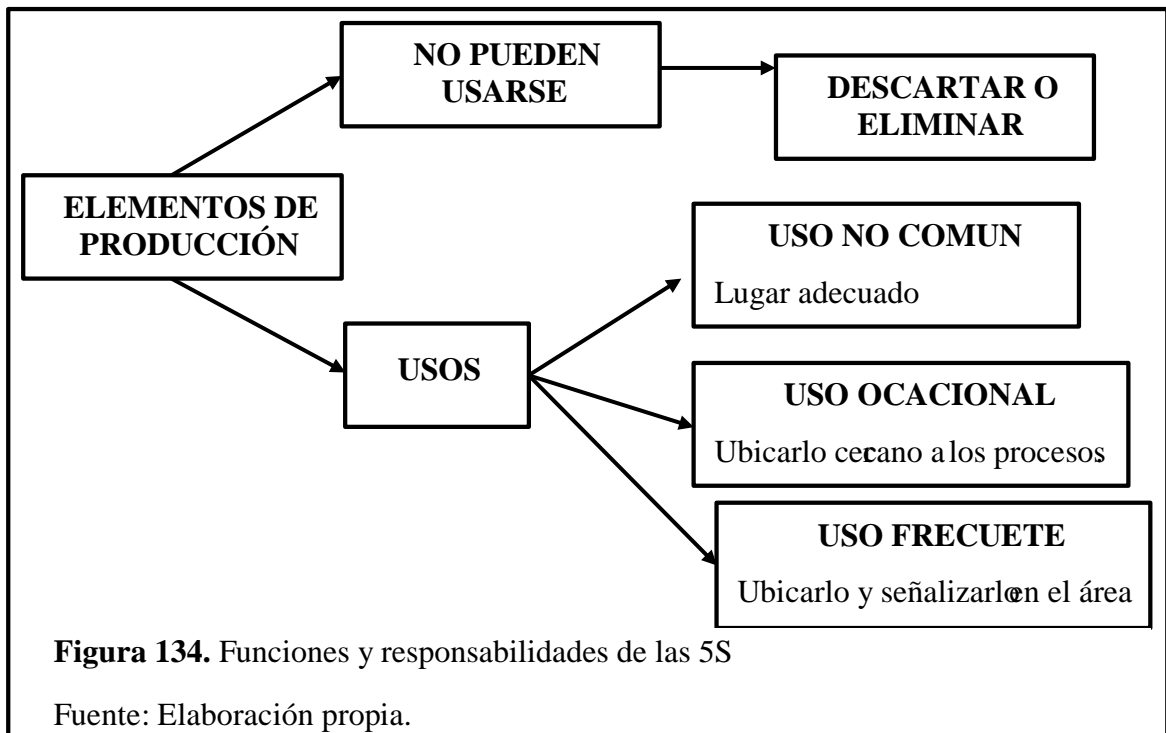 NO PUEDEN
USARSE
DESCARTAR O
ELIMINAR
ELEMENTOS DE
PRODUCCIÓN
USO NO COMUN
Lugar adecuado
USOS
USO OCACIONAL
Ubicarlo cercano a los procesos.
USO FRECUETE
Ubicarlo y señalizarlo en el área
Figura 134. Funciones y responsabilidades de las 5S
Fuente: Elaboración propia.